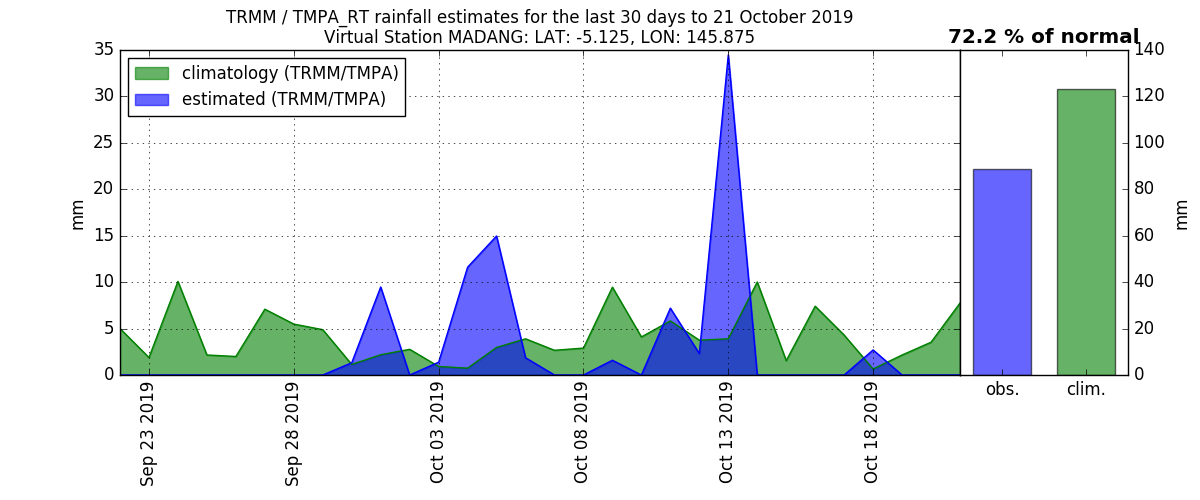 TRMM / TMPA_RT rainfall estimates for the last 30 days to 21 October 2019
Virtual Station MADANG: LAT: -5.125, LON: 145.875
72.2 % of normal
climatology (TRMM/TMPA)
estimated (TRMM/TMPA)
35
30
25
20
15
10
5
0
mm
Sep 23 2019
Sep 28 2019
Oct 03 2019
Oct 08 2019
Oct 13 2019
Oct 18 2019
140
120
100
80
60
40
20
0
mm
obs.
clim.